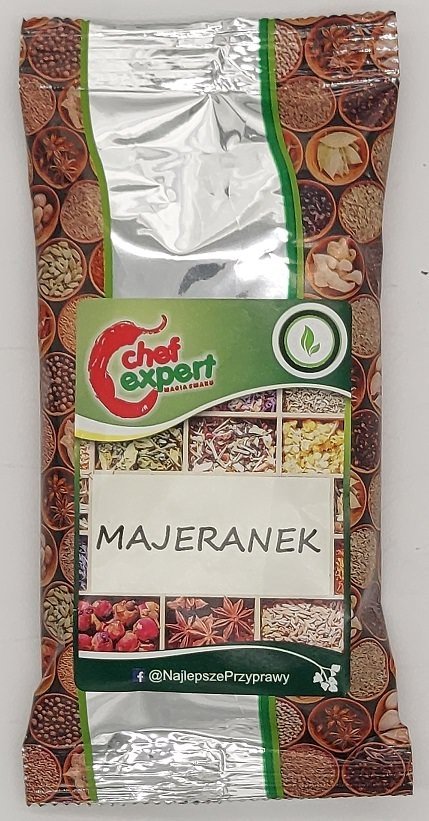 chef
expert
MAGIA SMAKU
MAJERANEK
@NajlepszePrzyprawy